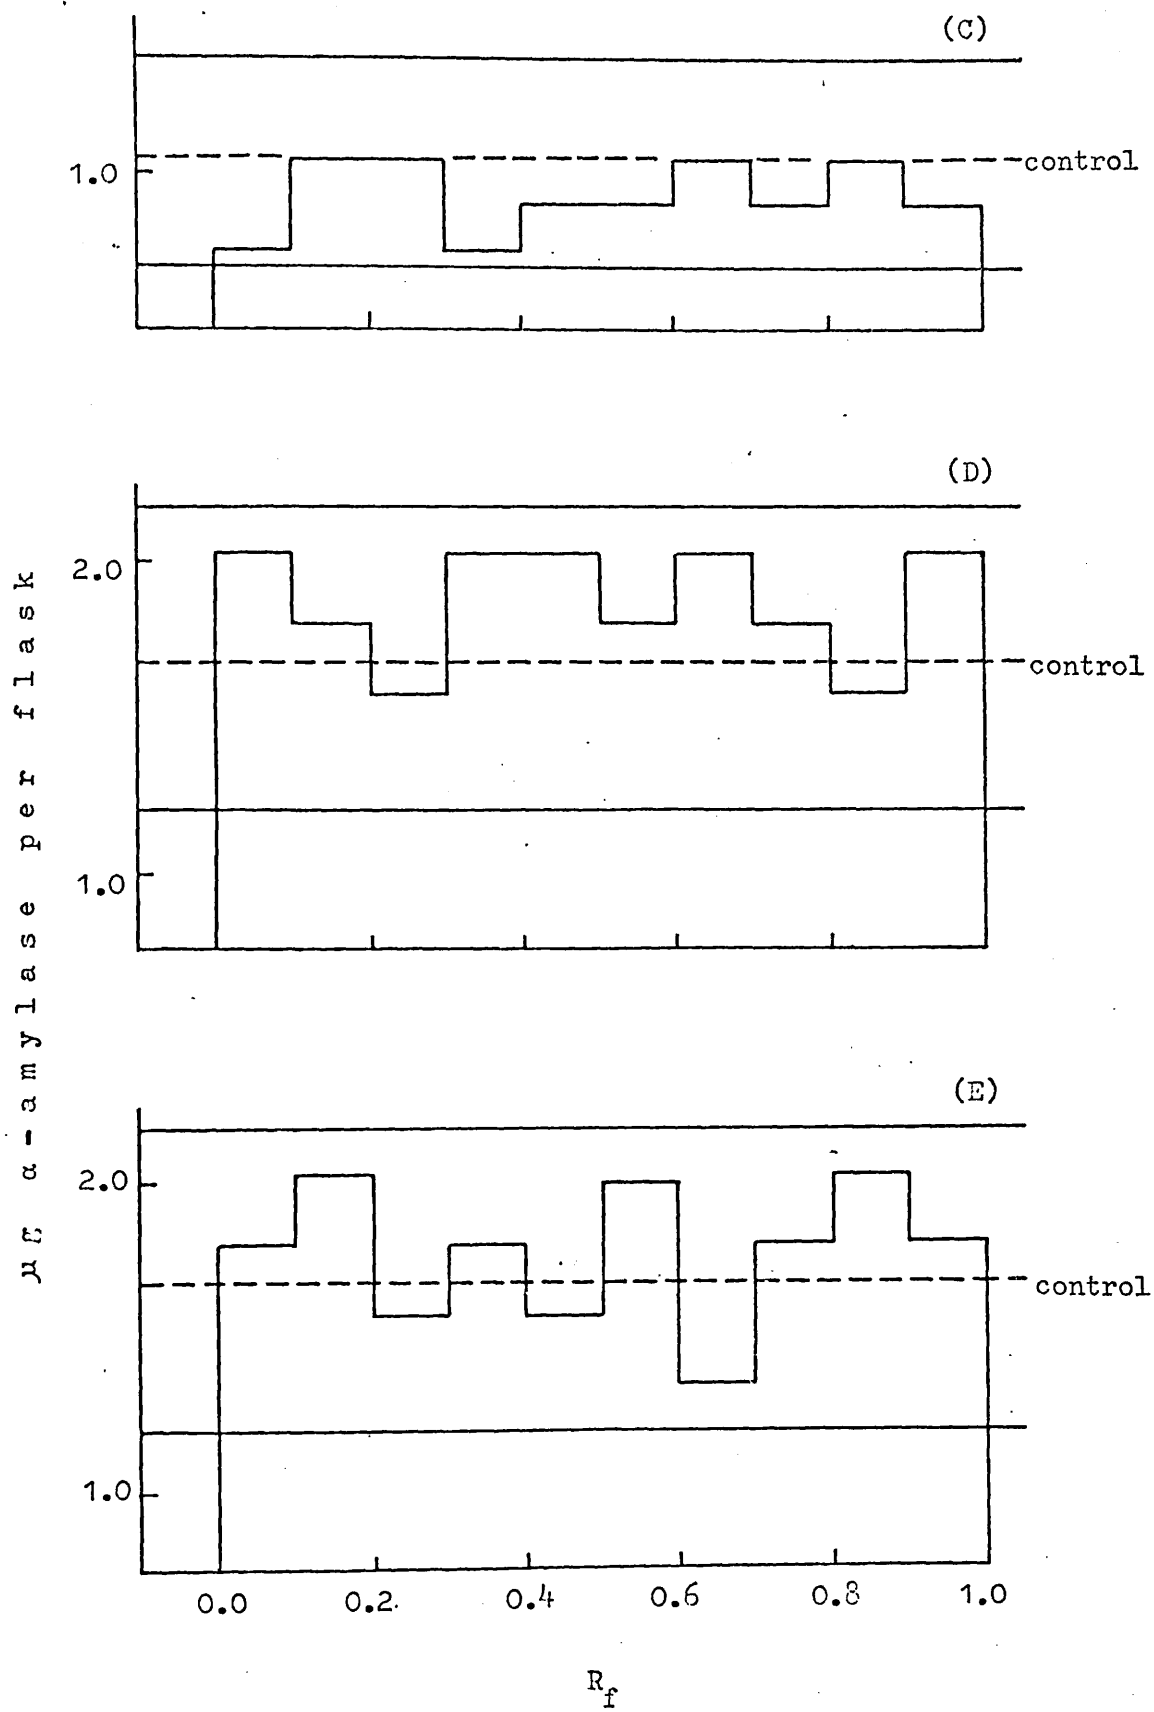 (C)
1.0
control
(D)
2.0
control
1.0
µg α-amylase per flask
(E)
2.0
control
1.0
0.0 0.2 0.4 0.6 0.8 1.0
Rf